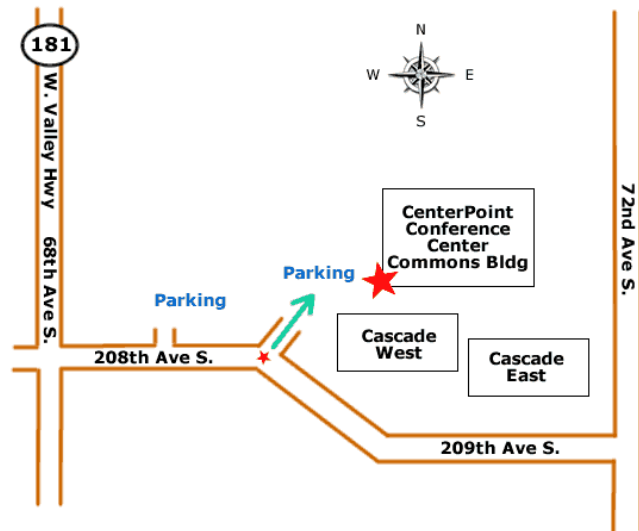 181
W. Valley Hwy 68th Ave S.
N
W
E
S
72nd Ave S.
CenterPoint
Conference
Center
Commons Bldg
Parking
Parking
Cascade
West
Cascade
East
208th Ave S.
209th Ave S.